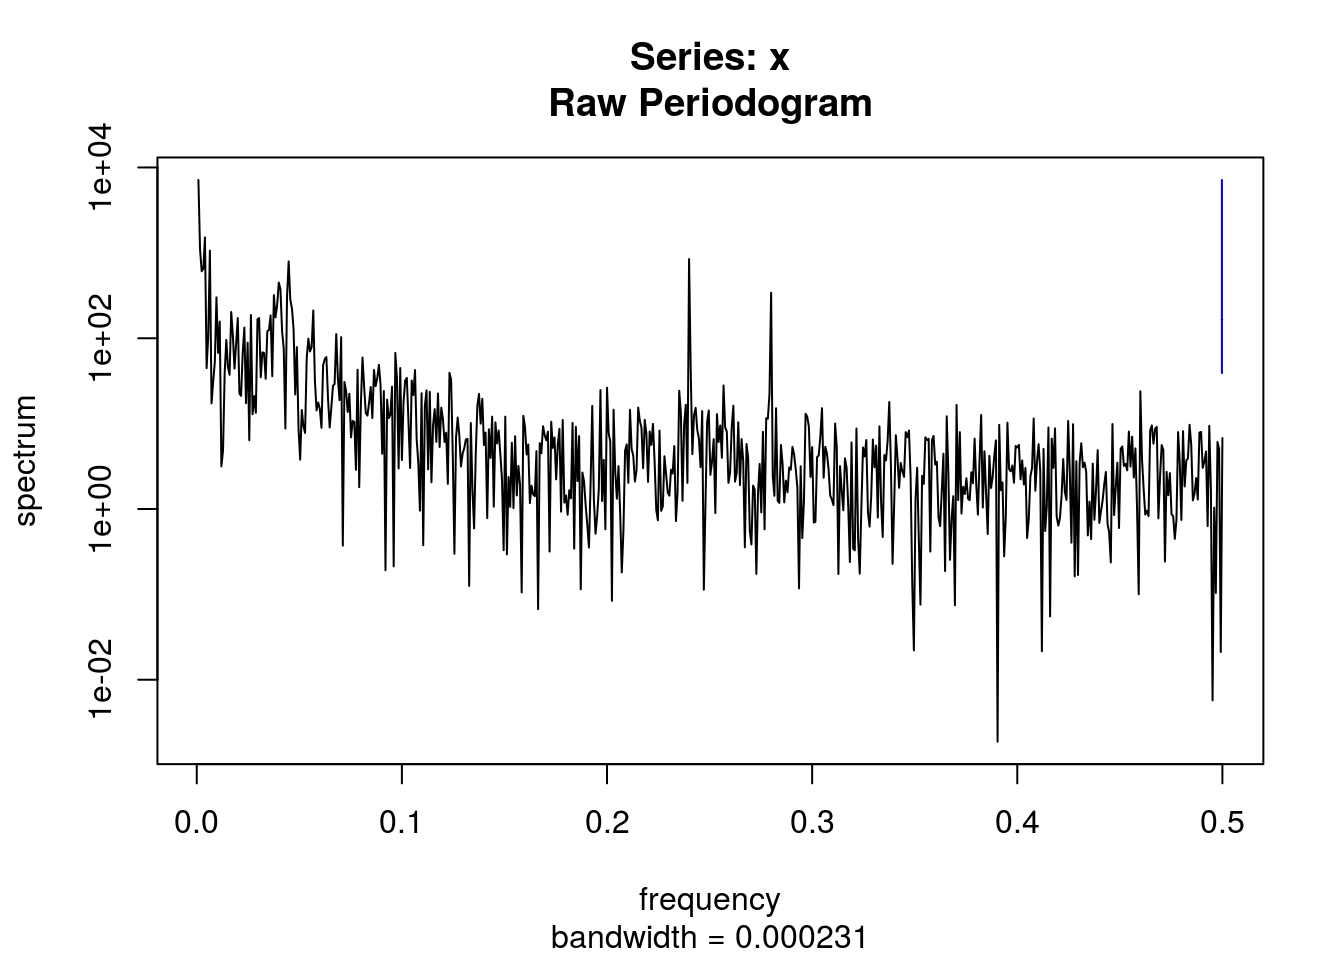 Series: x
Raw Periodogram
spectrum
1e+04
1e+02
1e+00
1e-02
0.0 0.1 0.2 0.3 0.4 0.5
frequency
bandwidth = 0.000231